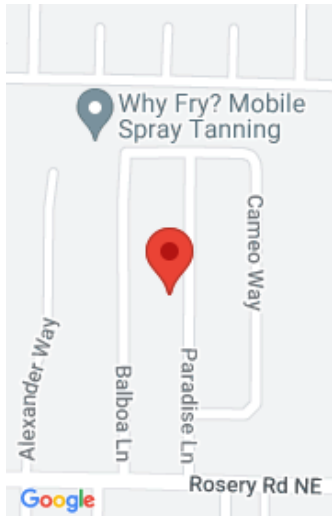 Why Fry? Mobile
Spray Tanning
Cameo Way
Alexander Way
Balboa Ln
Paradise Ln
Rosery Rd NE
Google